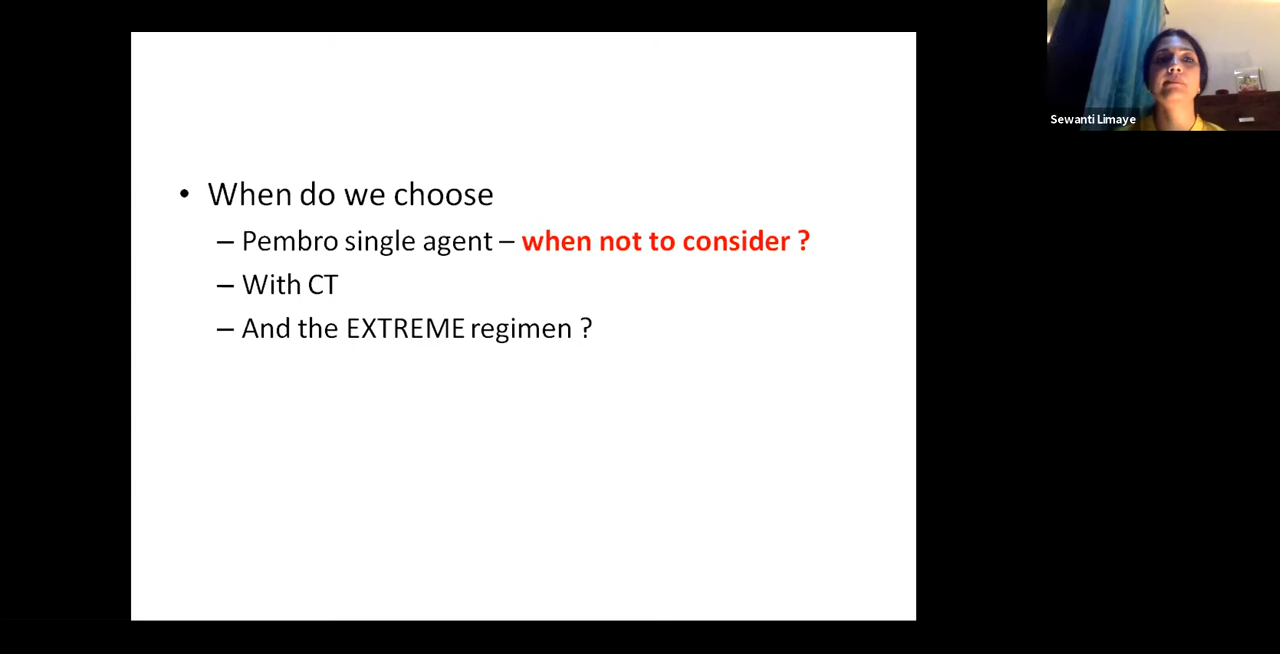 • When do we choose
– Pembro single agent – when not to consider ?
– With CT
– And the EXTREME regimen ?
Sewanti Limaye